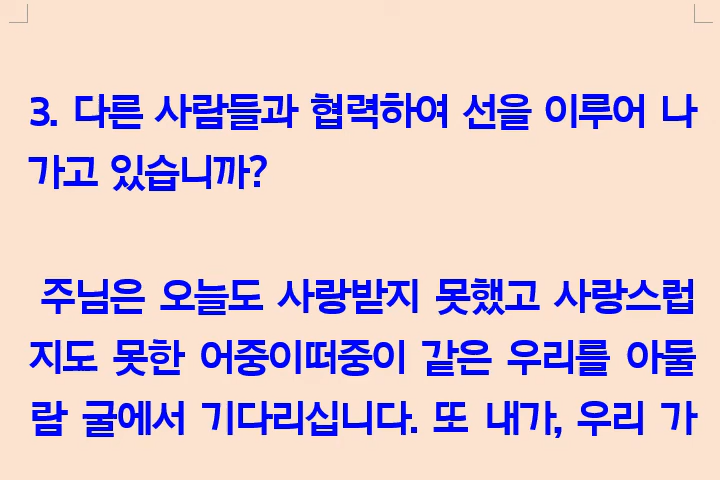 3. 다른 사람들과 협력하여 선을 이루어 나
가고 있습니까?
주님은 오늘도 사랑받지 못했고 사랑스럽
지도 못한 어중이떠중이 같은 우리를 아둘
람 굴에서 기다리십니다. 또 내가, 우리 가